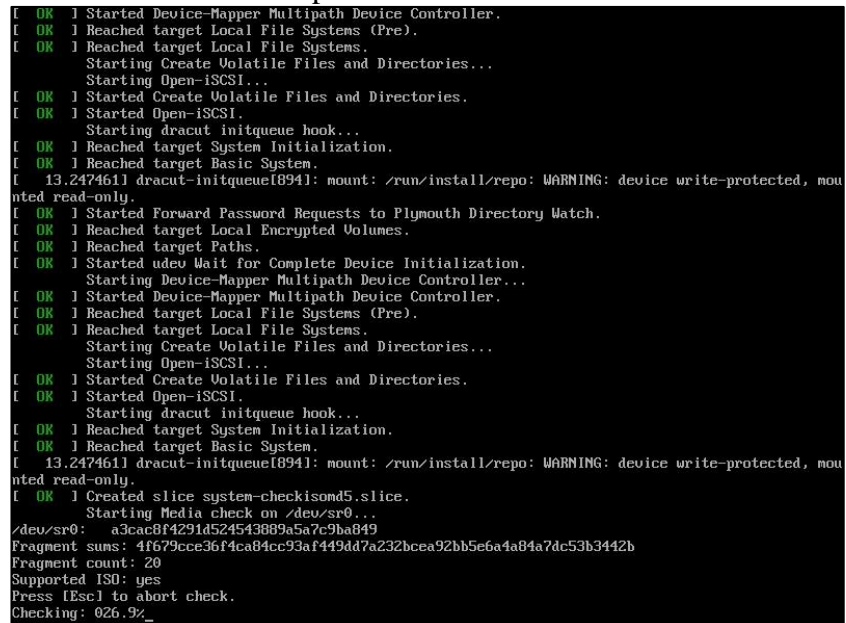 [  OK  ] Started Device-Mapper Multipath Device Controller.
[  OK  ] Reached target Local File Systems (Pre).
[  OK  ] Reached target Local File Systems.
         Starting Create Volatile Files and Directories...
         Starting Open-iSCSI...
[  OK  ] Started Create Volatile Files and Directories.
[  OK  ] Started Open-iSCSI.
         Starting dracut initqueue hook...
[  OK  ] Reached target System Initialization.
[  OK  ] Reached target Basic System.
[   13.247461] dracut-initqueue[894]: mount: /run/install/repo: WARNING: device write-protected, mou
nted read-only.
[  OK  ] Started Forward Password Requests to Plymouth Directory Watch.
[  OK  ] Reached target Local Encrypted Volumes.
[  OK  ] Reached target Paths.
[  OK  ] Started udev Wait for Complete Device Initialization.
         Starting Device-Mapper Multipath Device Controller...
[  OK  ] Started Device-Mapper Multipath Device Controller.
[  OK  ] Reached target Local File Systems (Pre).
[  OK  ] Reached target Local File Systems.
         Starting Create Volatile Files and Directories...
         Starting Open-iSCSI...
[  OK  ] Started Create Volatile Files and Directories.
[  OK  ] Started Open-iSCSI.
         Starting dracut initqueue hook...
[  OK  ] Reached target System Initialization.
[  OK  ] Reached target Basic System.
[   13.247461] dracut-initqueue[894]: mount: /run/install/repo: WARNING: device write-protected, mou
nted read-only.
[  OK  ] Created slice system-checkisomd5.slice.
         Starting Media check on /dev/sr0...
/dev/sr0:   a3cac8f4291d524543889a5a7c9ba849
Fragment sums: 4f679cce36f4ca84cc93af449dd7a232bcea92bb5e6a4a84a7dc53b3442b
Fragment count: 20
Supported ISO: yes
Press [Esc] to abort check.
Checking: 026.9%_